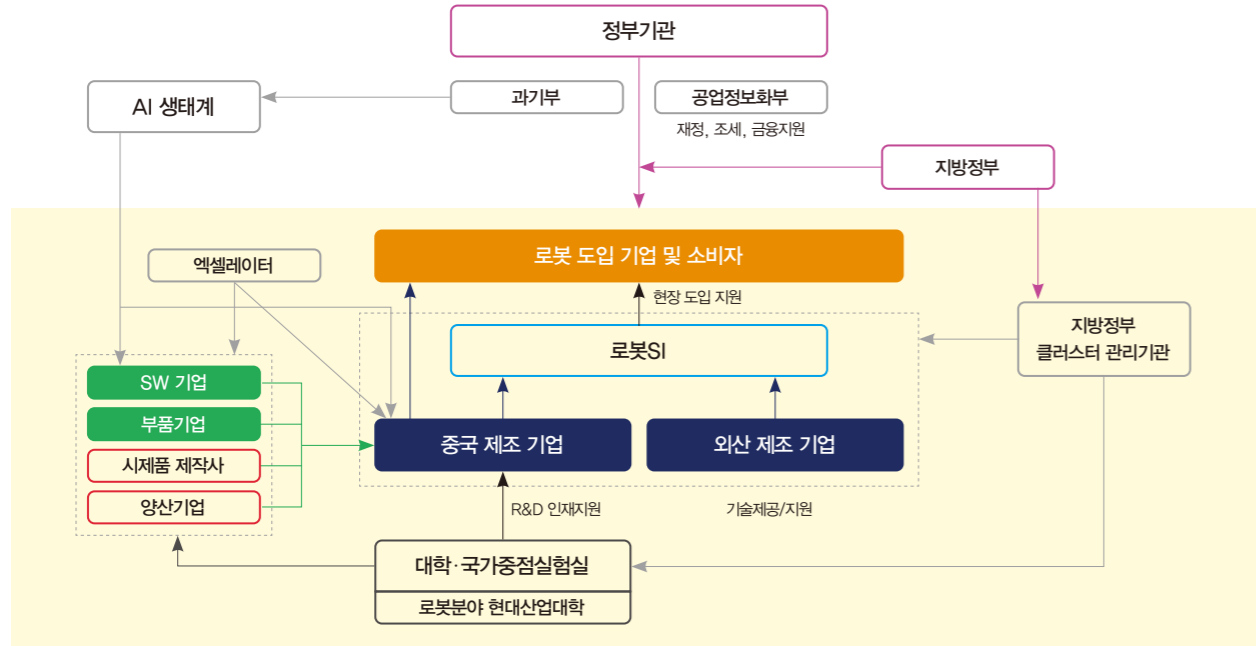 정부기관
AI 생태계
과기부
공업정보화부
재정, 조세, 금융지원
지방정부
로봇 도입 기업 및 소비자
엑셀레이터
현장 도입 지원
로봇SI
지방정부
클러스터 관리기관
SW 기업
부품기업
시제품 제작사
양산기업
중국 제조 기업
외산 제조 기업
R&D 인재지원
기술제공/지원
대학·국가중점실험실
로봇분야 현대산업대학